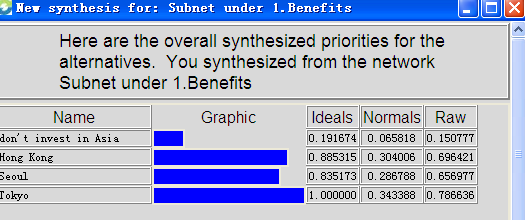 New synthesis for: Subnet under 1.Benefits
Here are the overall synthesized priorities for the
alternatives. You synthesized from the network
Subnet under 1.Benefits
Name Graphic Ideals Normals Raw
don't invest in Asia 0.191674 0.065818 0.150777
Hong Kong 0.885315 0.304006 0.696421
Seoul 0.835173 0.286788 0.656977
Tokyo 1.000000 0.343388 0.786636